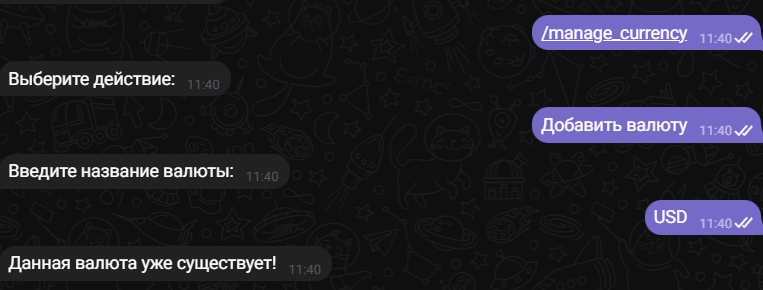 /manage_currency 11:40
Выберите действие: 11:40
Добавить валюту 11:40
Введите название валюты: 11:40
USD 11:40
Данная валюта уже существует! 11:40